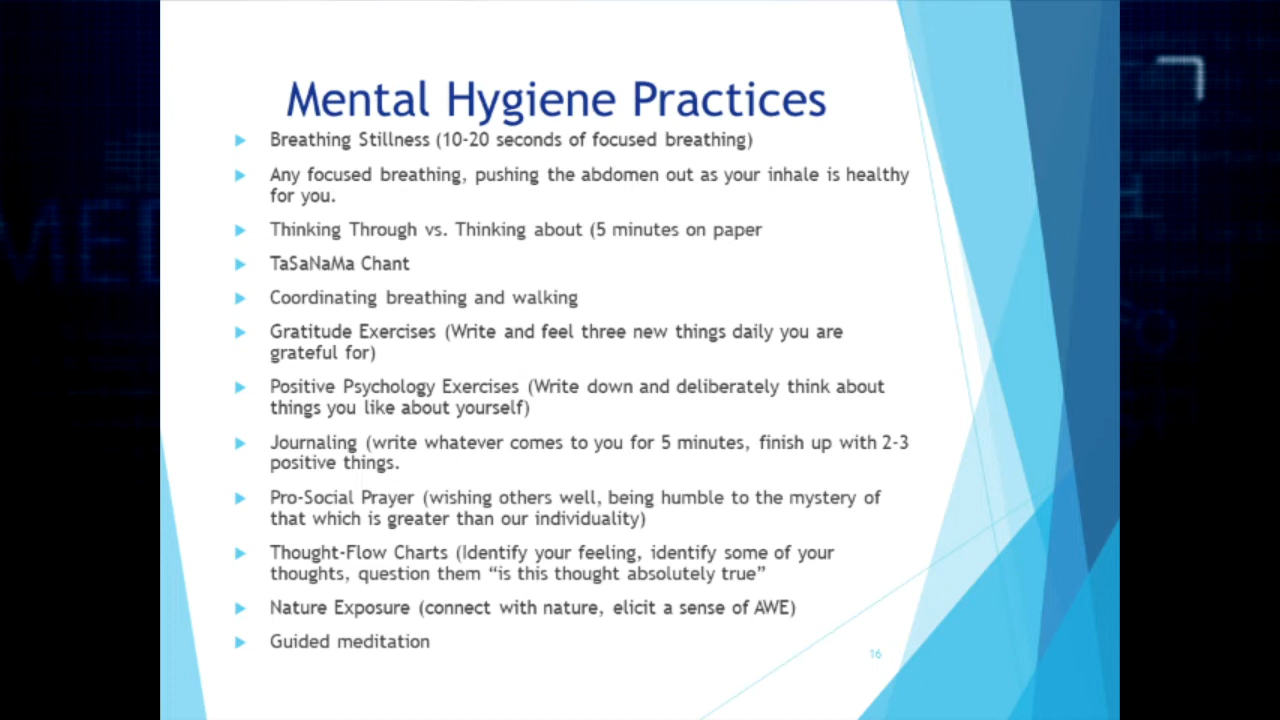 Mental Hygiene Practices
Breathing Stillness (10-20 seconds of focused breathing)
Any focused breathing, pushing the abdomen out as your inhale is healthy
for you.
Thinking Through vs. Thinking about (5 minutes on paper
TaSaNaMa Chant
Coordinating breathing and walking
Gratitude Exercises (Write and feel three new things daily you are
grateful for)
Positive Psychology Exercises (Write down and deliberately think about
things you like about yourself)
Journaling (write whatever comes to you for 5 minutes, finish up with 2-3
positive things.
Pro-Social Prayer (wishing others well, being humble to the mystery of
that which is greater than our individuality)
Thought-Flow Charts (Identify your feeling, identify some of your
thoughts, question them “is this thought absolutely true”
Nature Exposure (connect with nature, elicit a sense of AWE)
Guided meditation
16